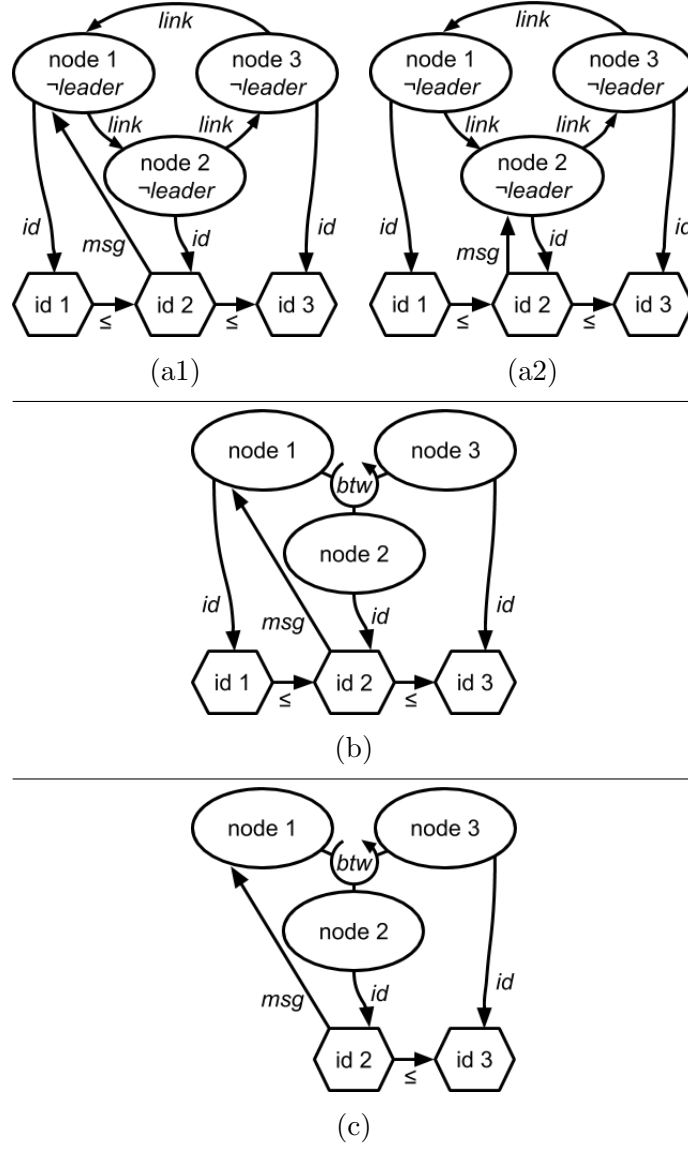 link
node 1 node 3
¬leader ¬leader
link link
node 2
¬leader
id msg id id
id 1 ≤ id 2 ≤ id 3
(a1)
link
node 1 node 3
¬leader ¬leader
link link
node 2
¬leader
id msg id id
id 1 ≤ id 2 ≤ id 3
(a2)
node 1 node 3
btw
node 2
id msg id id
id 1 ≤ id 2 ≤ id 3
(b)
node 1 node 3
btw
node 2
msg id id
id 2 ≤ id 3
(c)